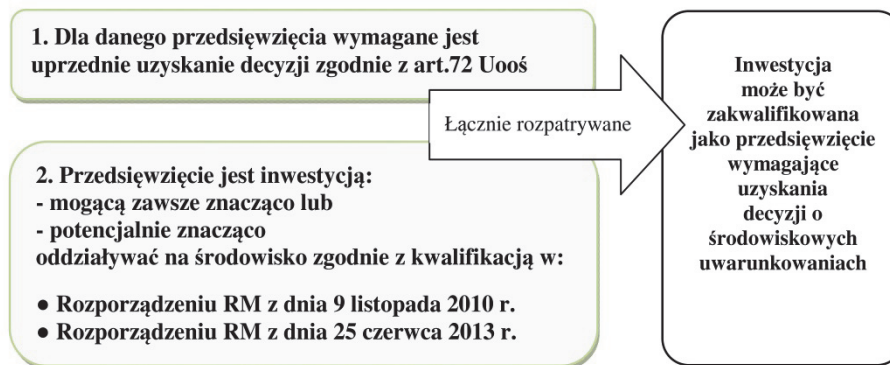 1. Dla danego przedsięwzięcia wymagane jest
uprzednie uzyskanie decyzji zgodnie z art.72 Uooś
Łącznie rozpatrywane
2. Przedsięwzięcie jest inwestycją:
- mogącą zawsze znacząco lub
- potencjalnie znacząco
oddziaływać na środowisko zgodnie z kwalifikacją w:
● Rozporządzeniu RM z dnia 9 listopada 2010 r.
● Rozporządzeniu RM z dnia 25 czerwca 2013 r.
Inwestycja
może być
zakwalifikowana
jako przedsięwzięcie
wymagające
uzyskania
decyzji o
środowiskowych
uwarunkowaniach